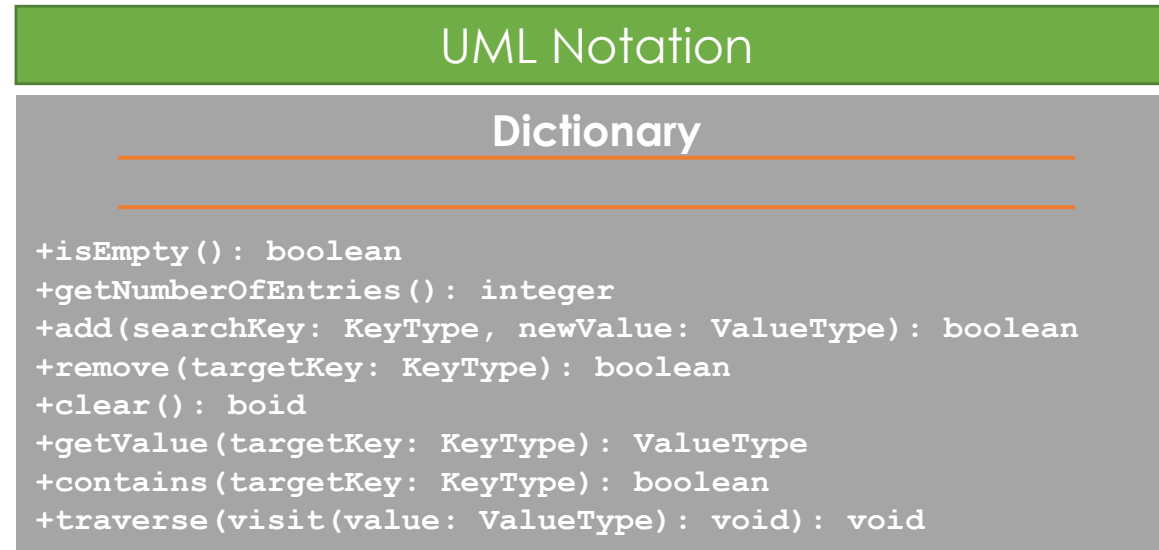 UML Notation
Dictionary
+isEmpty(): boolean
+getNumberOfEntries(): integer
+add(searchKey: KeyType, newValue: ValueType): boolean
+remove(targetKey: KeyType): boolean
+clear(): boid
+getValue(targetKey: KeyType): ValueType
+contains(targetKey: KeyType): boolean
+traverse(visit(value: ValueType): void): void